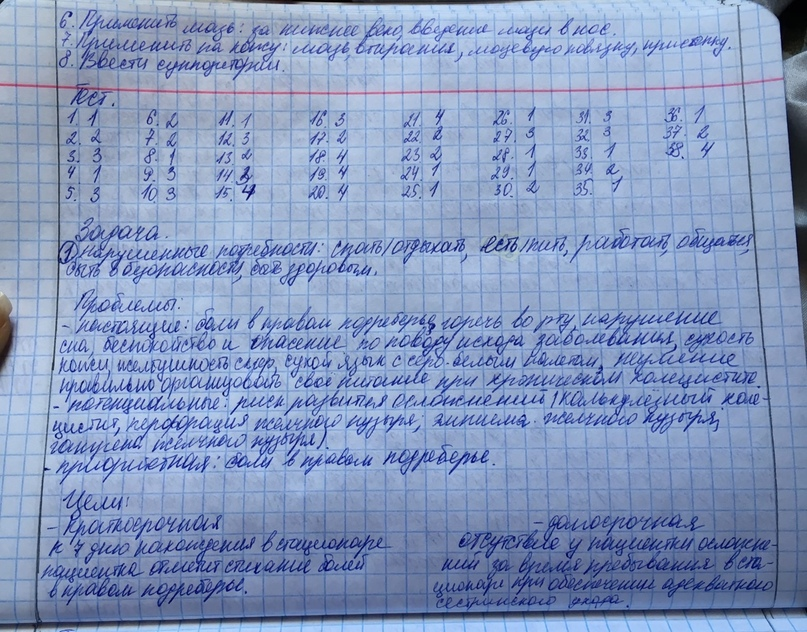 6. Применить мазь: за нижнее веко, введение мази в нос.
7. Применить на кожу: мазь, втирания, мазевую повязку, присыпку.
8. Ввести суппозитории.
Тест.
1. 1 6. 2 11. 1 16. 3 21. 4 26. 1 31. 3 36. 1
2. 2 7. 2 12. 3 17. 2 22. 2 27. 3 32. 3 37. 2
3. 3 8. 1 13. 2 18. 4 23. 2 28. 1 33. 1 38. 4
4. 1 9. 3 14. 2 19. 4 24. 1 29. 1 34. 2
5. 3 10. 3 15. 4 20. 4 25. 1 30. 2 35. 1
Задача.
1) Нарушенные потребности: спать/отдыхать, есть/пить, работать, общаться,
быть в безопасности, быть здоровым.
Проблемы:
- настоящие: боли в правом подреберье, горечь во рту, нарушение
сна, беспокойство и опасение по поводу исхода заболевания, сухость
кожи, желтушность склер, сухой язык с серо-белым налетом, неумение
правильно организовать своё питание при хроническом холецистите.
- потенциальные: риск развития осложнений (калькулезный холе-
цистит, перфорация желчного пузыря, эмпиема желчного пузыря,
гангрена желчного пузыря).
- приоритетная: боли в правом подреберье.
Цели:
- Краткосрочная
к 7 дню нахождения в стационаре
пациентка отметит стихание болей
в правом подреберье.
- долгосрочная
отсутствие у пациентки осложне-
ний за время пребывания в ста-
ционаре при обеспечении адекватного
сестринского ухода.